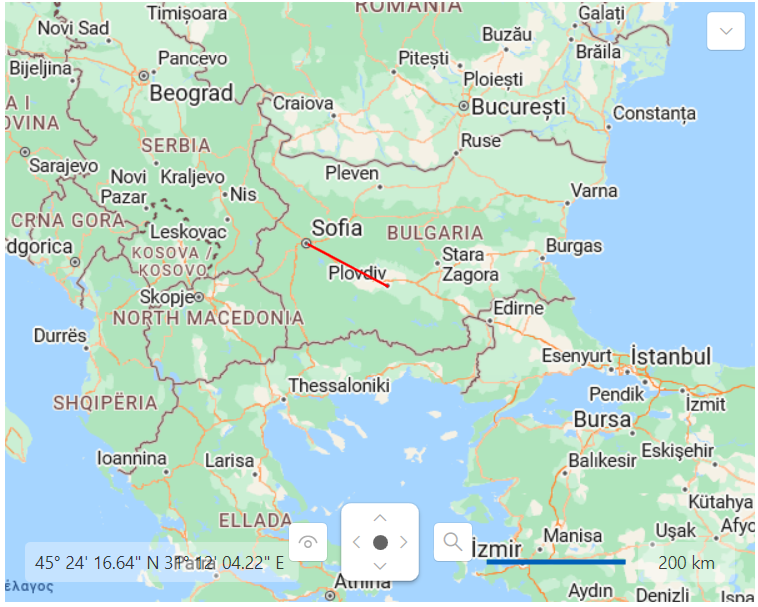 ROMANIA
Timișoara
Galați
Novi Sad
Buzău
Brăila
Pancevo
Pitești
Bijeljina
Ploiești
Beograd
Craiova
București
Constanța
A I
OVINA
SERBIA
Ruse
Sarajevo
Novi
Pazar
Kraljevo
Pleven
Nis
Varna
CRNA GORA
Leskovac
Sofia
BULGARIA
dgorica
KOSOVA /
KOSOVO
Stara
Zagora
Burgas
Plovdiv
Skopje
NORTH MACEDONIA
Edirne
Durrës
Esenyurt
İstanbul
Thessaloniki
Pendik
İzmit
SHQIPËRIA
Bursa
Ioannina
Larisa
Balıkesir
Eskişehir
Kütahya
ELLADA
Manisa
Uşak
Afyo
İzmir
45° 24' 16.64" N 31° 12' 04.22" E
Patra
200 km
έλαγος
Athina
Aydın
Denizli
Ispa